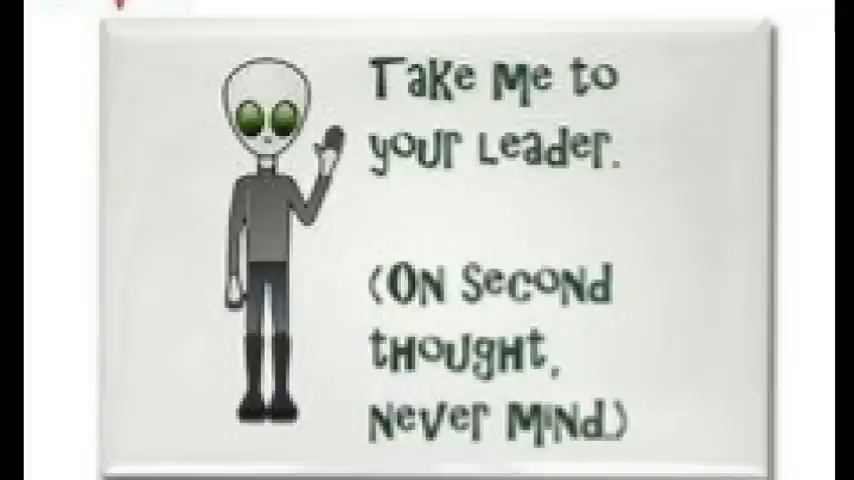 Take Me to
your Leader.
(On Second
thought,
Never Mind.)